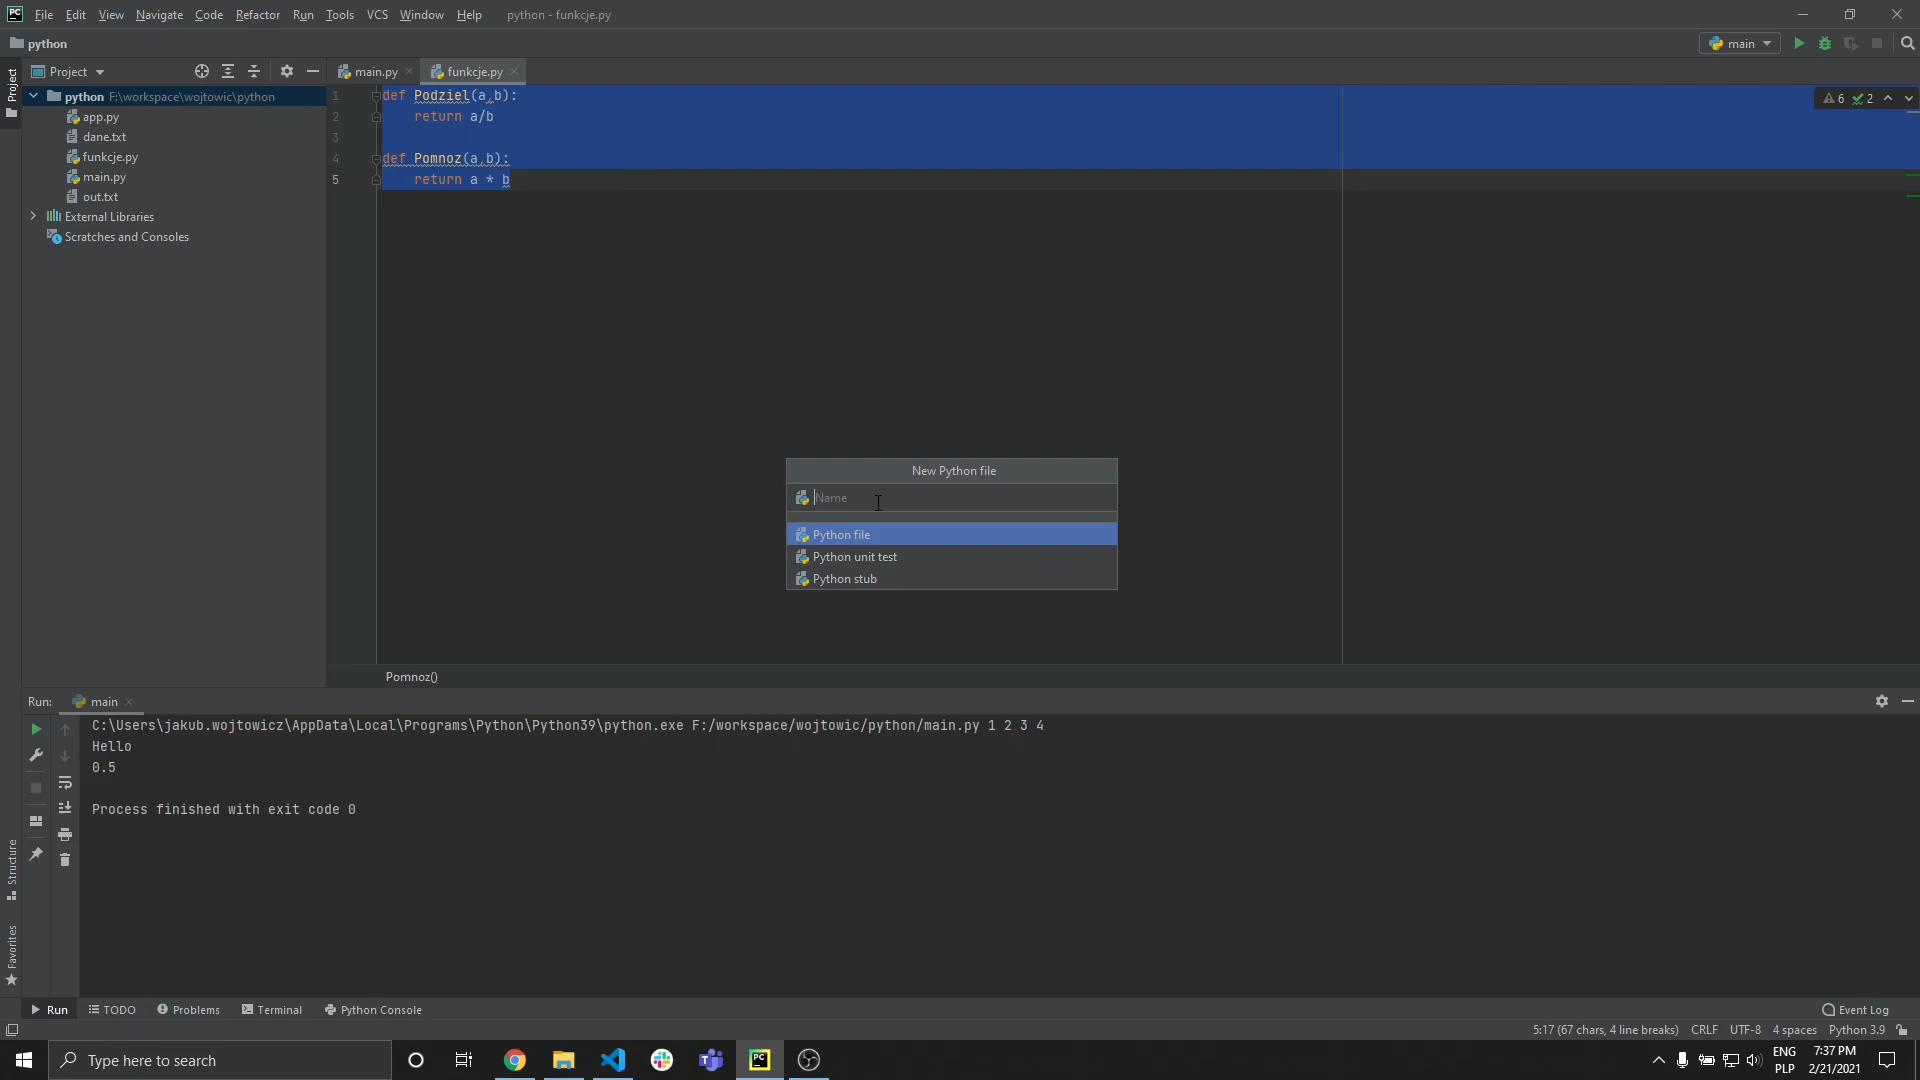 PC File Edit View Navigate Code Refactor Run Tools VCS Window Help python - funkcje.py
python main
Project main.py funkcje.py
Project
python F:\workspace\wojtowic\python
app.py
dane.txt
funkcje.py
main.py
out.txt
External Libraries
Scratches and Consoles
1 def Podziel(a,b):
2 return a/b
3
4 def Pomnoz(a,b):
5 return a * b
6 2
New Python file
Name
Python file
Python unit test
Python stub
Pomnoz()
Run: main
C:\Users\jakub.wojtowicz\AppData\Local\Programs\Python\Python39\python.exe F:/workspace/wojtowic/python/main.py 1 2 3 4
Hello
0.5
Process finished with exit code 0
Structure
Favorites
Run TODO Problems Terminal Python Console Event Log
5:17 (67 chars, 4 line breaks) CRLF UTF-8 4 spaces Python 3.9
Type here to search PC ENG 7:37 PM
PLP 2/21/2021